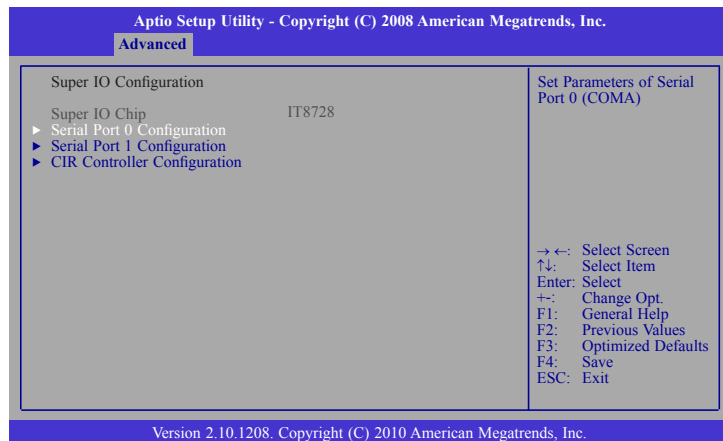 Aptio Setup Utility - Copyright (C) 2008 American Megatrends, Inc.
Advanced
Super IO Configuration
Super IO Chip IT8728
► Serial Port 0 Configuration
► Serial Port 1 Configuration
► CIR Controller Configuration
Set Parameters of Serial
Port 0 (COMA)
→ ←: Select Screen
↑↓: Select Item
Enter: Select
+-: Change Opt.
F1: General Help
F2: Previous Values
F3: Optimized Defaults
F4: Save
ESC: Exit
Version 2.10.1208. Copyright (C) 2010 American Megatrends, Inc.